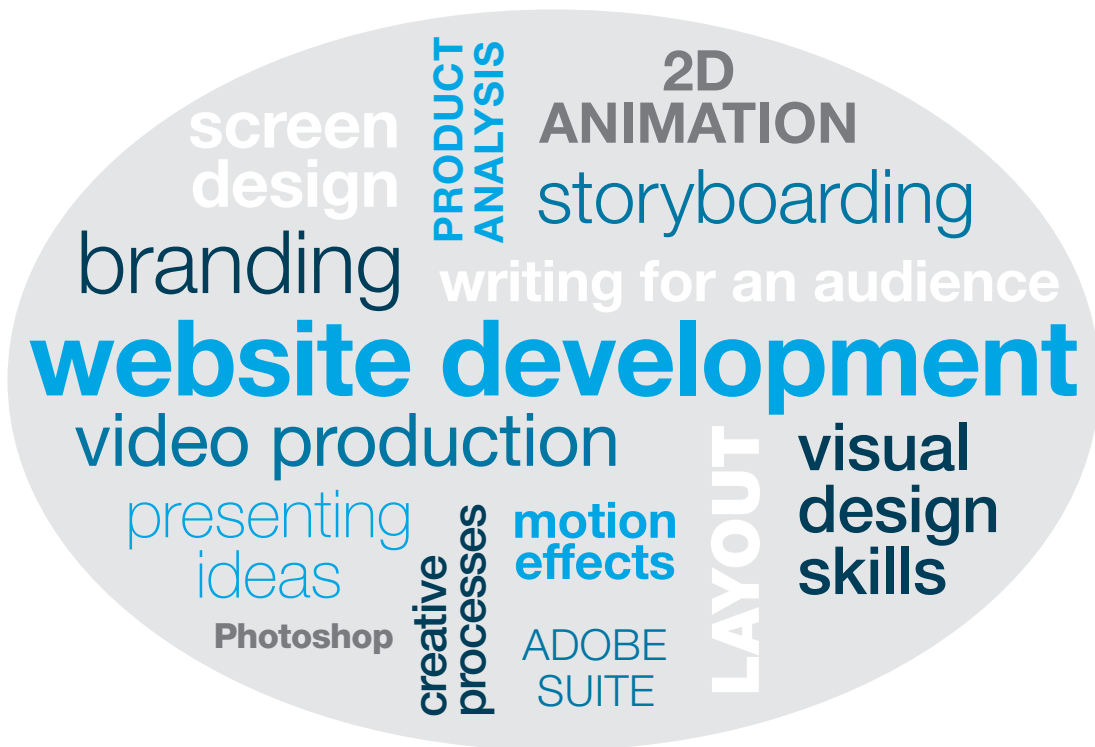 screen
design
PRODUCT
ANALYSIS
2D
ANIMATION
storyboarding
branding
writing for an audience
website development
video production
presenting
ideas
Photoshop
creative
processes
motion
effects
ADOBE
SUITE
LAYOUT
visual
design
skills